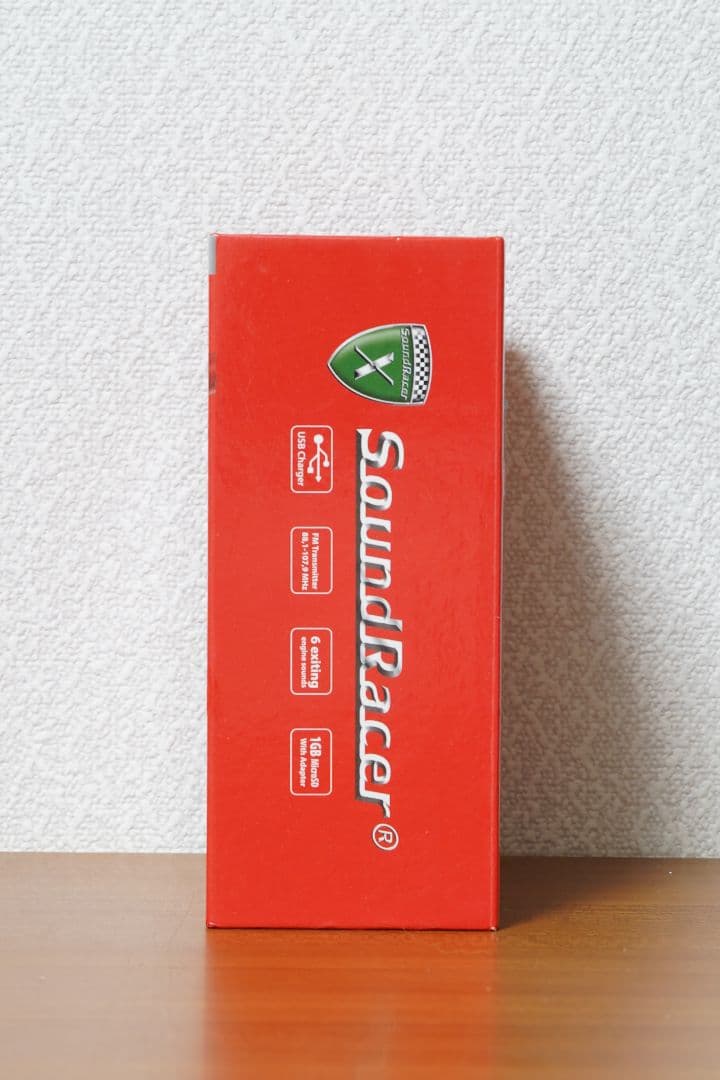 SoundRacer
X
SoundRacer®
USB Charger
FM Transmitter
88,1-107,9 MHz
6 exiting
engine sounds
1GB MicroSD
With Adapter